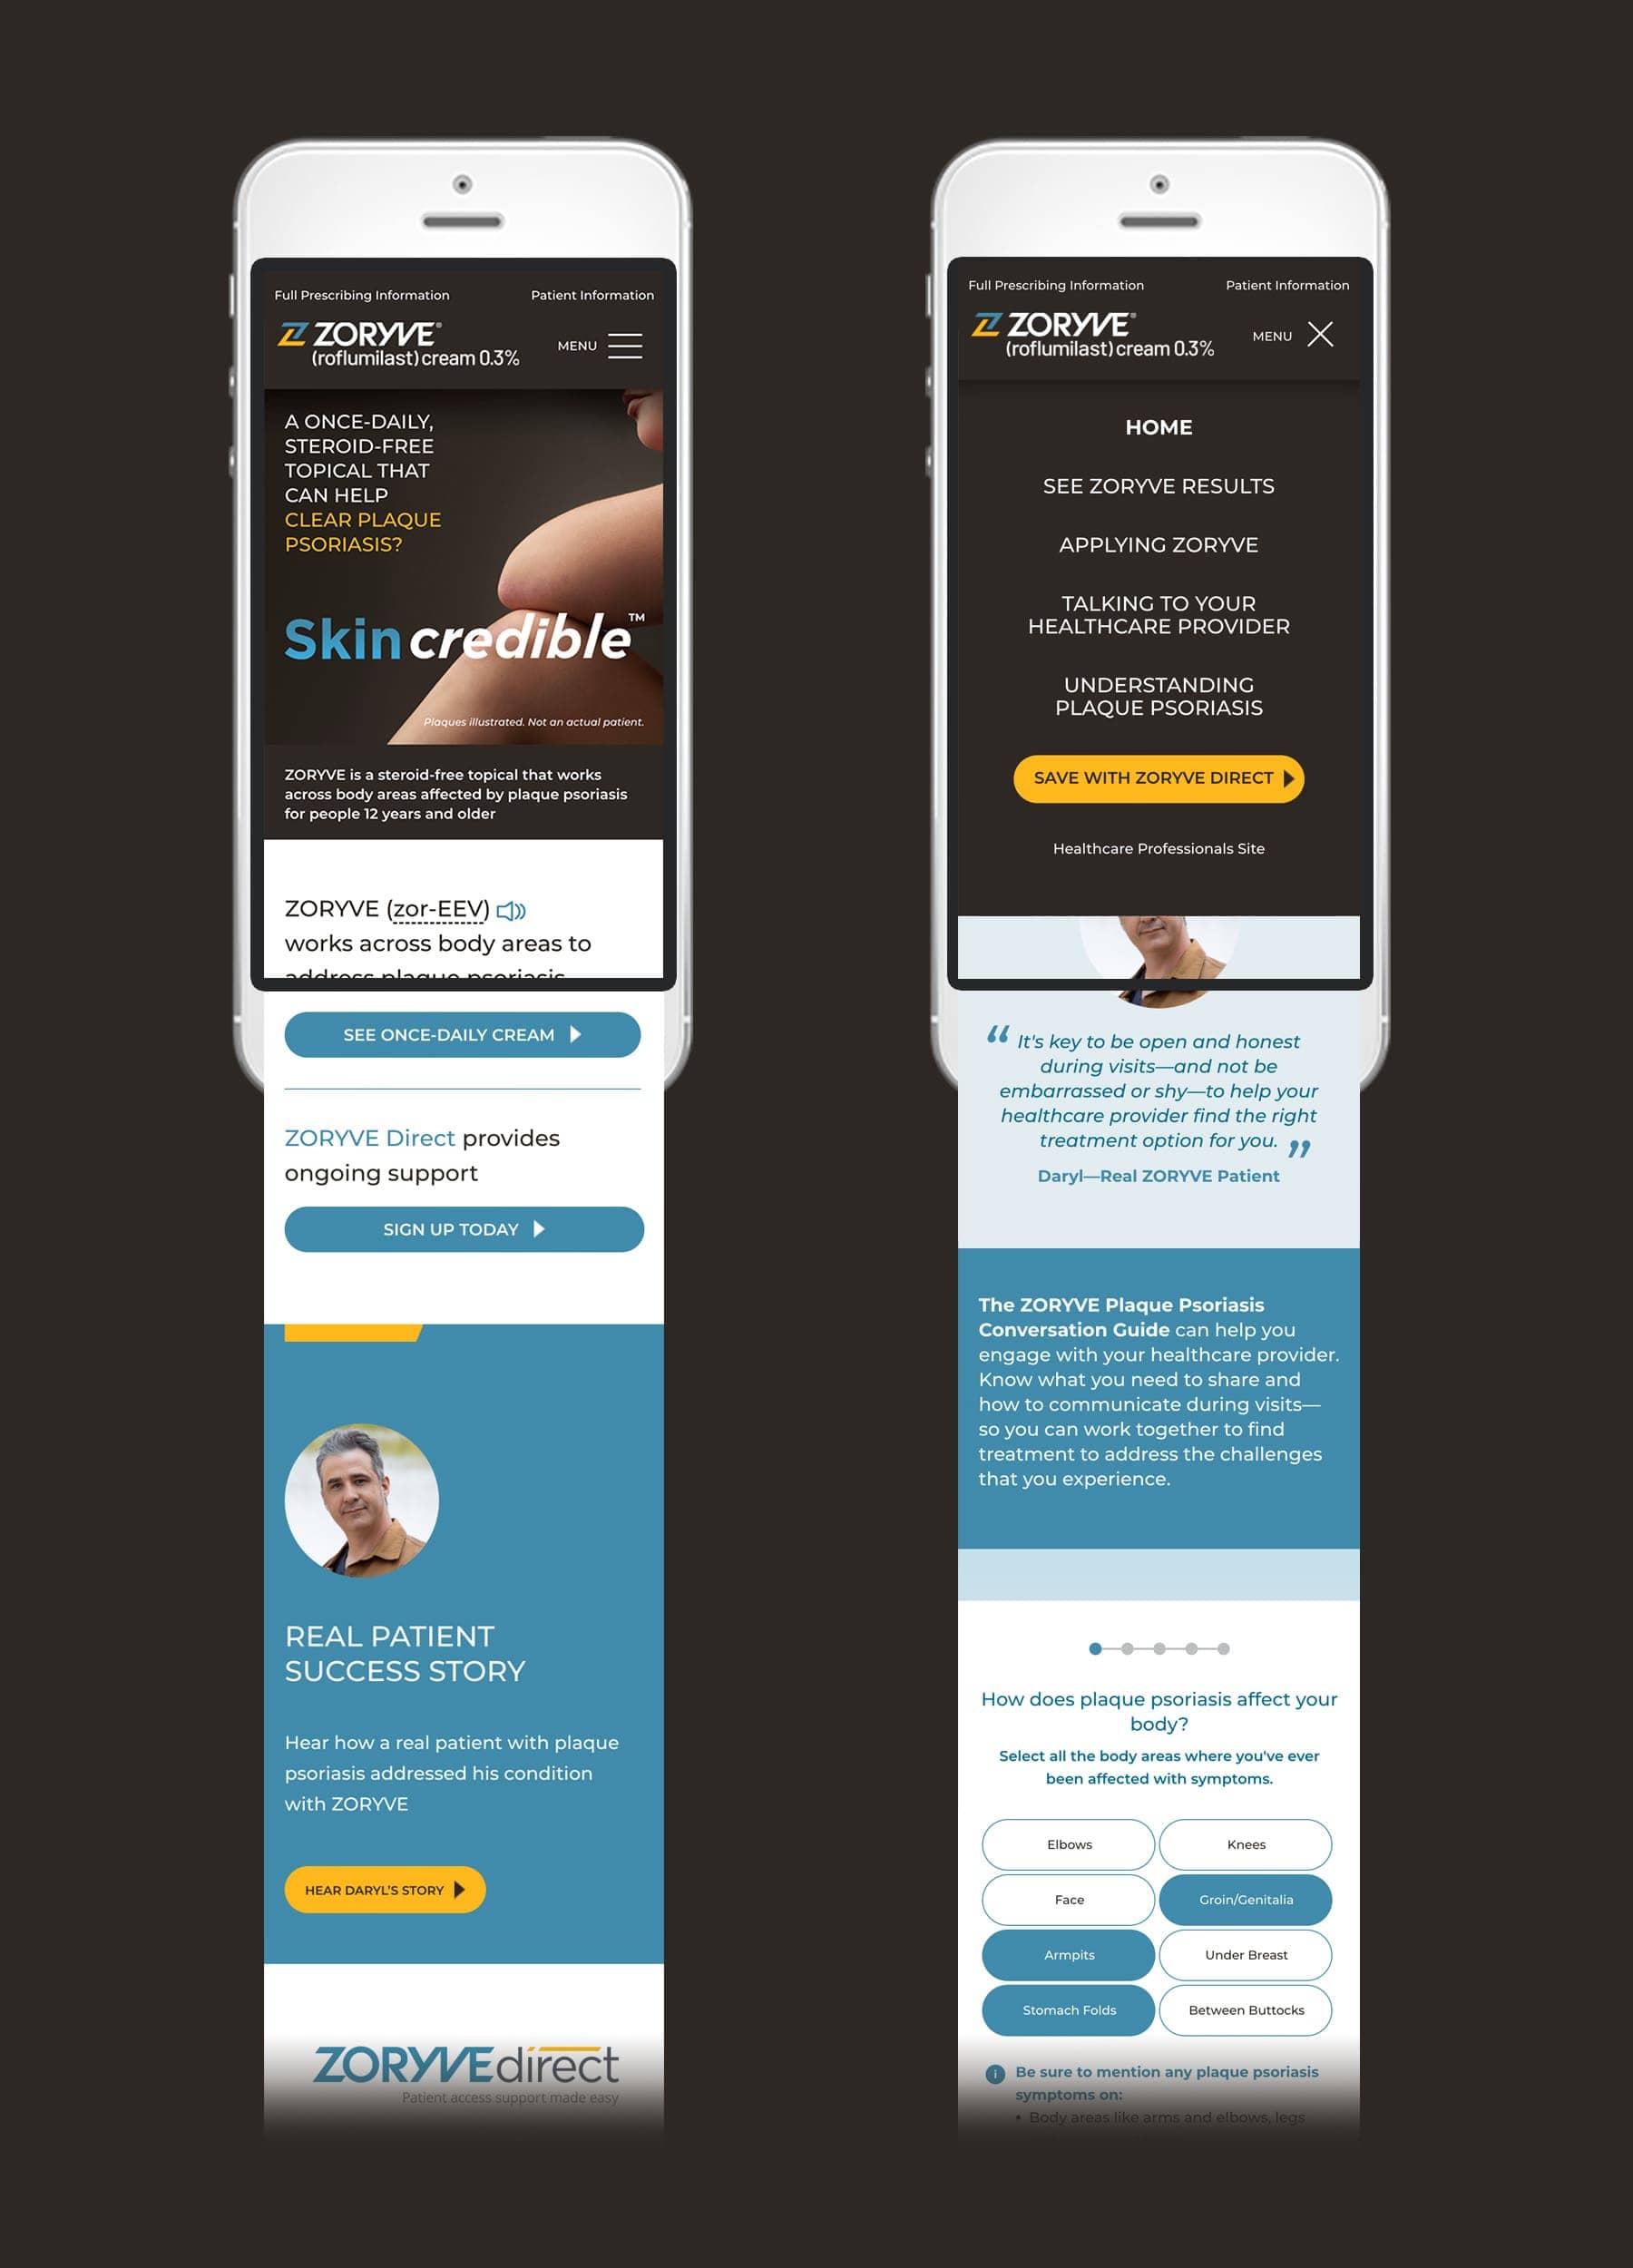 Full Prescribing Information
Patient Information
ZORYVE®
(roflumilast) cream 0.3%
MENU
A ONCE-DAILY,
STEROID-FREE
TOPICAL THAT
CAN HELP
CLEAR PLAQUE
PSORIASIS?
Skincredible™
Plaques illustrated. Not an actual patient.
ZORYVE is a steroid-free topical that works
across body areas affected by plaque psoriasis
for people 12 years and older
ZORYVE (zor-EEV)
works across body areas to
address plaque psoriasis
SEE ONCE-DAILY CREAM
ZORYVE Direct provides
ongoing support
SIGN UP TODAY
REAL PATIENT
SUCCESS STORY
Hear how a real patient with plaque
psoriasis addressed his condition
with ZORYVE
HEAR DARYL'S STORY
ZORYVEdirect
Patient access support made easy
Full Prescribing Information
Patient Information
ZORYVE®
(roflumilast) cream 0.3%
MENU
HOME
SEE ZORYVE RESULTS
APPLYING ZORYVE
TALKING TO YOUR
HEALTHCARE PROVIDER
UNDERSTANDING
PLAQUE PSORIASIS
SAVE WITH ZORYVE DIRECT
Healthcare Professionals Site
“ It's key to be open and honest
during visits—and not be
embarrassed or shy—to help your
healthcare provider find the right
treatment option for you. ”
Daryl—Real ZORYVE Patient
The ZORYVE Plaque Psoriasis
Conversation Guide can help you
engage with your healthcare provider.
Know what you need to share and
how to communicate during visits—
so you can work together to find
treatment to address the challenges
that you experience.
How does plaque psoriasis affect your
body?
Select all the body areas where you've ever
been affected with symptoms.
Elbows
Knees
Face
Groin/Genitalia
Armpits
Under Breast
Stomach Folds
Between Buttocks
Be sure to mention any plaque psoriasis
symptoms on:
• Body areas like arms and elbows, legs